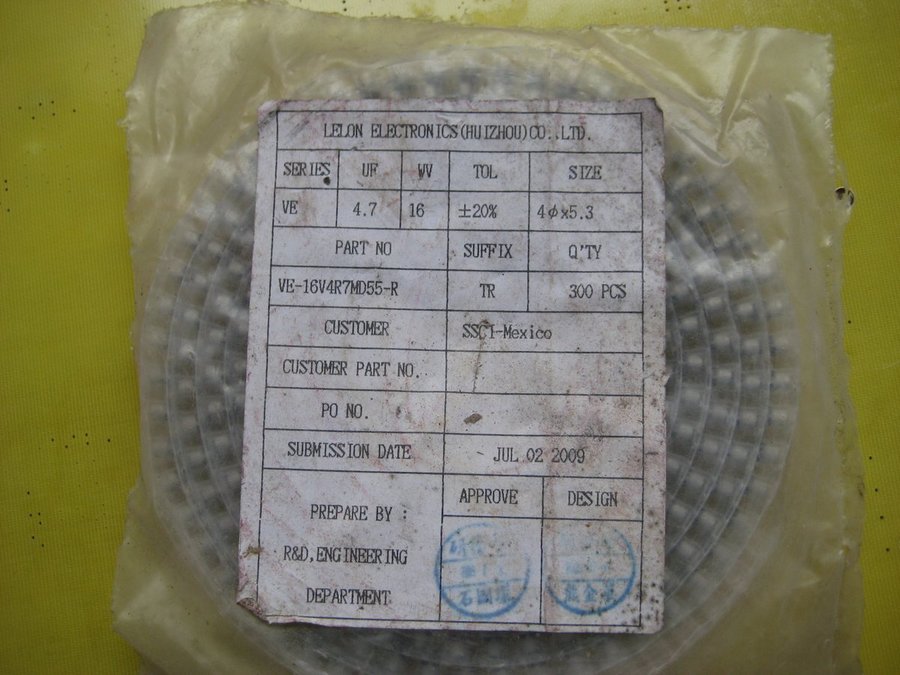 LELON ELECTRONICS(HUIZHOU)CO.,LTD.
SERIES UF WV TOL SIZE
VE 4.7 16 ±20% 4φx5.3
PART NO SUFFIX Q'TY
VE-16V4R7MD55-R TR 300 PCS
CUSTOMER SSCI-Mexico
CUSTOMER PART NO.
PO NO.
SUBMISSION DATE JUL 02 2009
APPROVE DESIGN
PREPARE BY :
R&D,ENGINEERING
DEPARTMENT